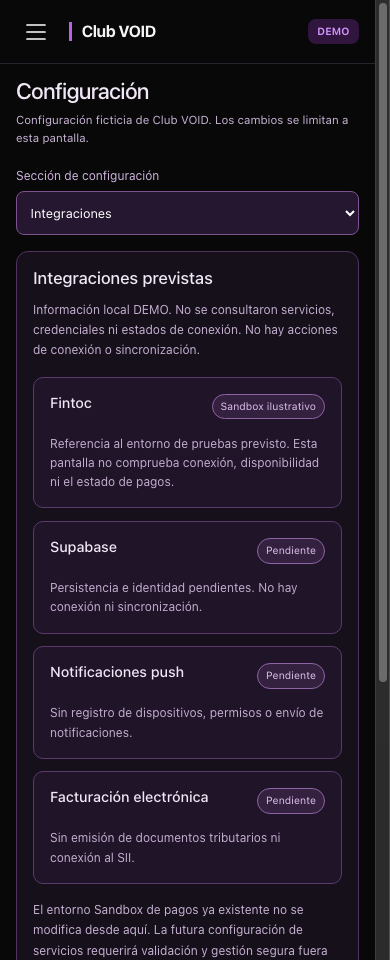 Club VOID
DEMO
Configuración
Configuración ficticia de Club VOID. Los cambios se limitan a
esta pantalla.
Sección de configuración
Integraciones
Integraciones previstas
Información local DEMO. No se consultaron servicios,
credenciales ni estados de conexión. No hay acciones
de conexión o sincronización.
Fintoc
Sandbox ilustrativo
Referencia al entorno de pruebas previsto. Esta
pantalla no comprueba conexión, disponibilidad
ni el estado de pagos.
Supabase
Pendiente
Persistencia e identidad pendientes. No hay
conexión ni sincronización.
Notificaciones push
Pendiente
Sin registro de dispositivos, permisos o envío de
notificaciones.
Facturación electrónica
Pendiente
Sin emisión de documentos tributarios ni
conexión al SII.
El entorno Sandbox de pagos ya existente no se
modifica desde aquí. La futura configuración de
servicios requerirá validación y gestión segura fuera